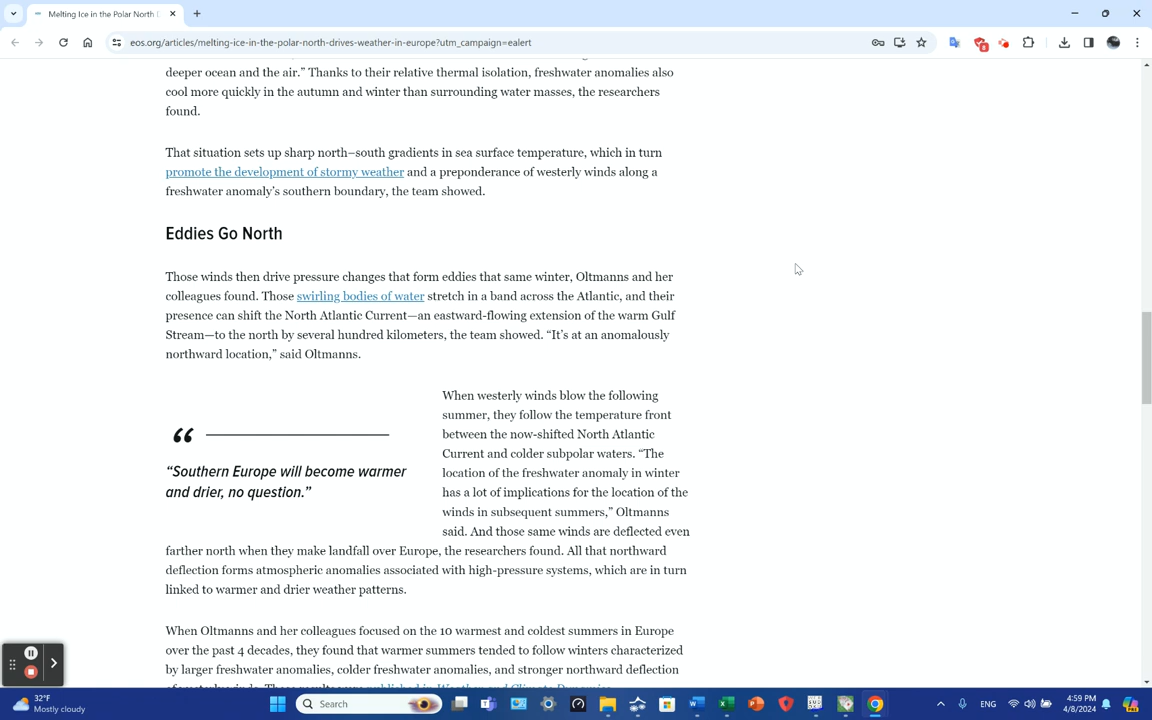 Melting Ice in the Polar North
eos.org/articles/melting-ice-in-the-polar-north-drives-weather-in-europe?utm_campaign=ealert
8
deeper ocean and the air.” Thanks to their relative thermal isolation, freshwater anomalies also
cool more quickly in the autumn and winter than surrounding water masses, the researchers
found.
That situation sets up sharp north–south gradients in sea surface temperature, which in turn
promote the development of stormy weather and a preponderance of westerly winds along a
freshwater anomaly’s southern boundary, the team showed.
Eddies Go North
Those winds then drive pressure changes that form eddies that same winter, Oltmanns and her
colleagues found. Those swirling bodies of water stretch in a band across the Atlantic, and their
presence can shift the North Atlantic Current—an eastward-flowing extension of the warm Gulf
Stream—to the north by several hundred kilometers, the team showed. “It’s at an anomalously
northward location,” said Oltmanns.
“
“Southern Europe will become warmer
and drier, no question.”
When westerly winds blow the following
summer, they follow the temperature front
between the now-shifted North Atlantic
Current and colder subpolar waters. “The
location of the freshwater anomaly in winter
has a lot of implications for the location of the
winds in subsequent summers,” Oltmanns
said. And those same winds are deflected even
farther north when they make landfall over Europe, the researchers found. All that northward
deflection forms atmospheric anomalies associated with high-pressure systems, which are in turn
linked to warmer and drier weather patterns.
When Oltmanns and her colleagues focused on the 10 warmest and coldest summers in Europe
over the past 4 decades, they found that warmer summers tended to follow winters characterized
by larger freshwater anomalies, colder freshwater anomalies, and stronger northward deflection
of westerly winds. These results were published in Weather and Climate Dynamics.
32°F
Mostly cloudy
Search
ENG
4:59 PM
4/8/2024